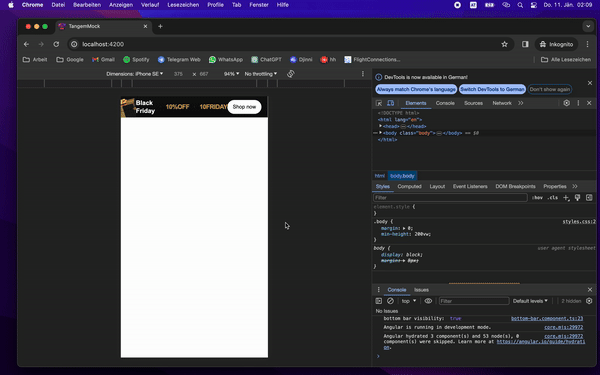 Chrome Datei Bearbeiten Anzeigen Verlauf Lesezeichen Profile Tab Fenster Hilfe Do. 11. Jän. 02:09
TangemMock
localhost:4200 Inkognito
Arbeit Google Gmail Spotify Telegram Web WhatsApp ChatGPT Djinni hh FlightConnections... Alle Lesezeichen
Dimensions: iPhone SE 375 × 667 94% No throttling
Black
Friday 10%OFF 10FRIDAY Shop now
DevTools is now available in German!
Always match Chrome's language Switch DevTools to German Don't show again
Elements Console Sources Network
<!DOCTYPE html>
<html lang="en">
<head> </head>
<body class="body"> </body> == $0
</html>
html body.body
Styles Computed Layout Event Listeners DOM Breakpoints Properties
Filter :hov .cls
element.style {
}
.body { styles.css:2
margin: 0;
min-height: 200vw;
}
body { user agent stylesheet
display: block;
margin: 8px;
}
Console Issues
top Filter Default levels 2 hidden
No Issues
bottom bar visibility: true bottom-bar.component.ts:23
Angular is running in development mode. core.mjs:29972
Angular hydrated 3 component(s) and 53 node(s), 0 core.mjs:29972
component(s) were skipped. Learn more at https://angular.io/guide/hydrati
on.